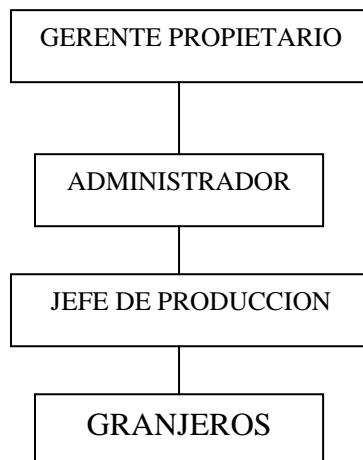 GERENTE PROPIETARIO
ADMINISTRADOR
JEFE DE PRODUCCION
GRANJEROS